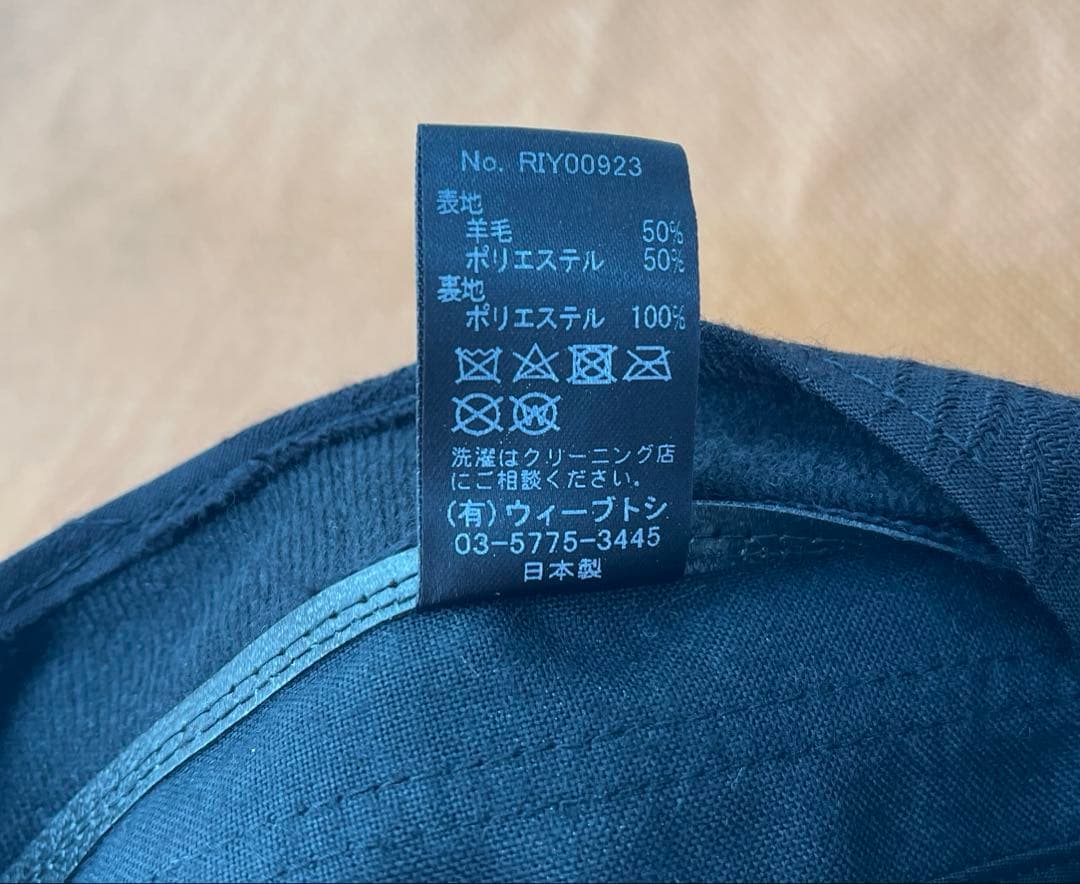 No. RIY00923
表地
羊毛 50%
ポリエステル 50%
裏地
ポリエステル 100%
W
洗濯はクリーニング店
にご相談ください。
(有)ウィーブトシ
03-5775-3445
日本製